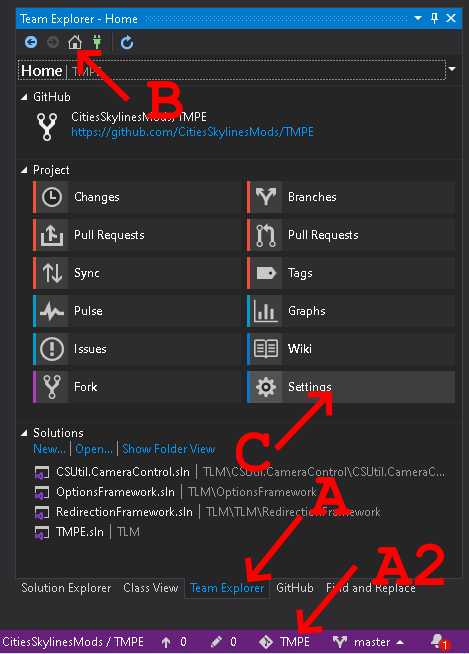 Team Explorer - Home
Home | TMPE
B
GitHub
CitiesSkylinesMods/TMPE
https://github.com/CitiesSkylinesMods/TMPE
Project
Changes
Branches
Pull Requests
Pull Requests
Sync
Tags
Pulse
Graphs
Issues
Wiki
Fork
Settings
C
Solutions
New... | Open... | Show Folder View
CSUtil.CameraControl.sln | TLM\CSUtil.CameraControl\CSUtil.CameraC...
OptionsFramework.sln | TLM\OptionsFramework
RedirectionFramework.sln | TLM\TLM\RedirectionFramework
TMPE.sln | TLM
A
A2
Solution Explorer Class View Team Explorer GitHub Find and Replace
CitiesSkylinesMods / TMPE 0 0 TMPE master 1